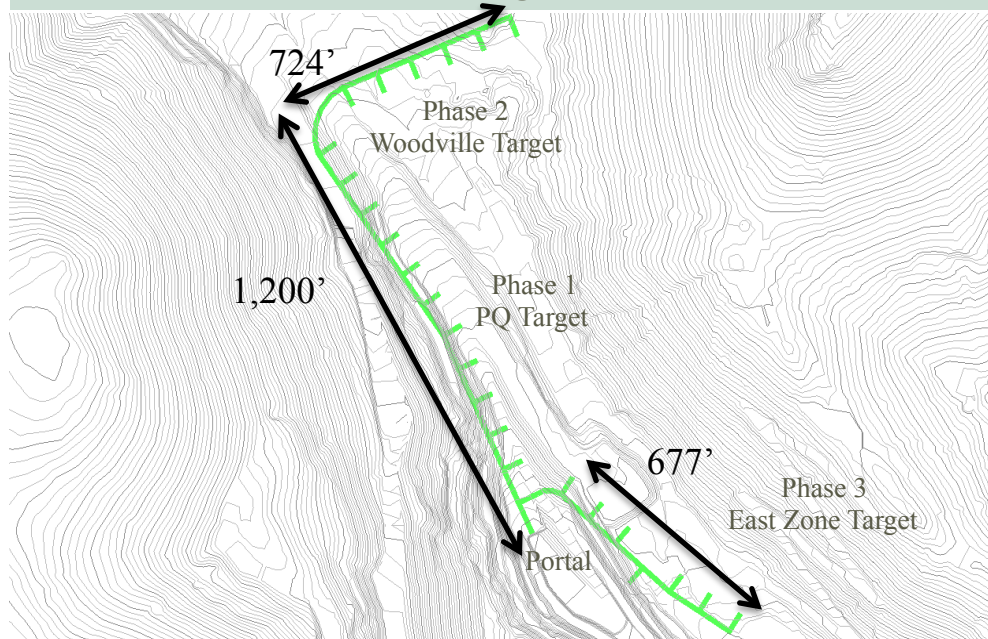 724’
Phase 2
Woodville Target
1,200’
Phase 1
PQ Target
677’
Phase 3
East Zone Target
Portal